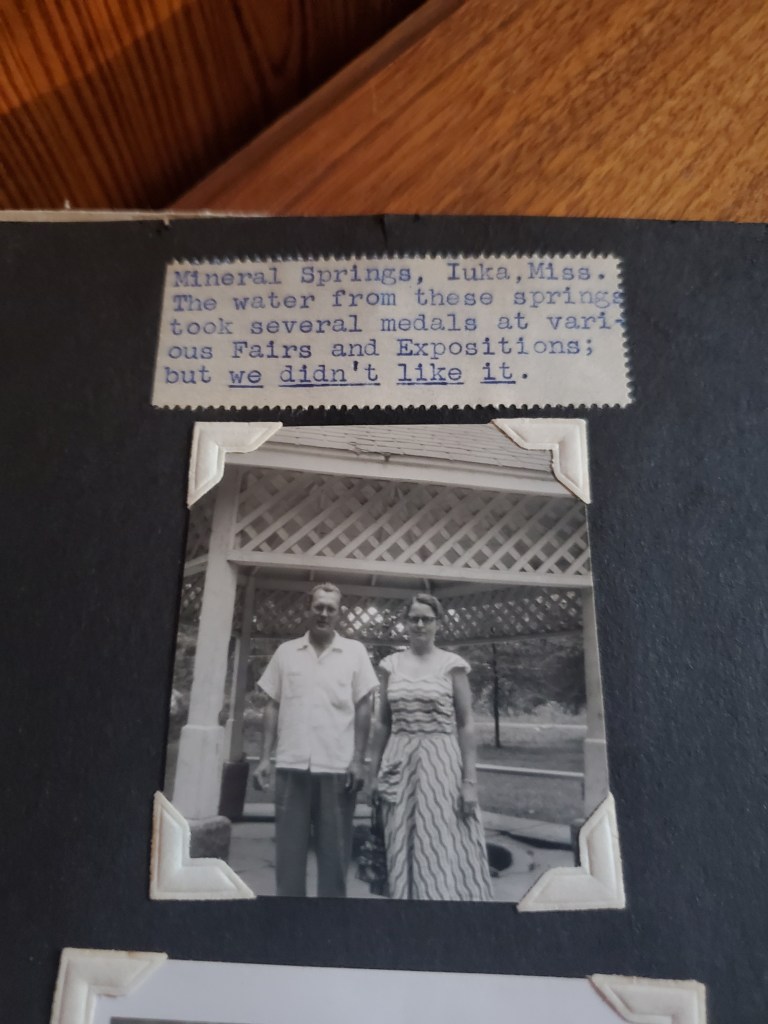 Mineral Springs, Iuka,Miss.
The water from these springs
took several medals at vari-
ous Fairs and Expositions;
but we didn't like it.